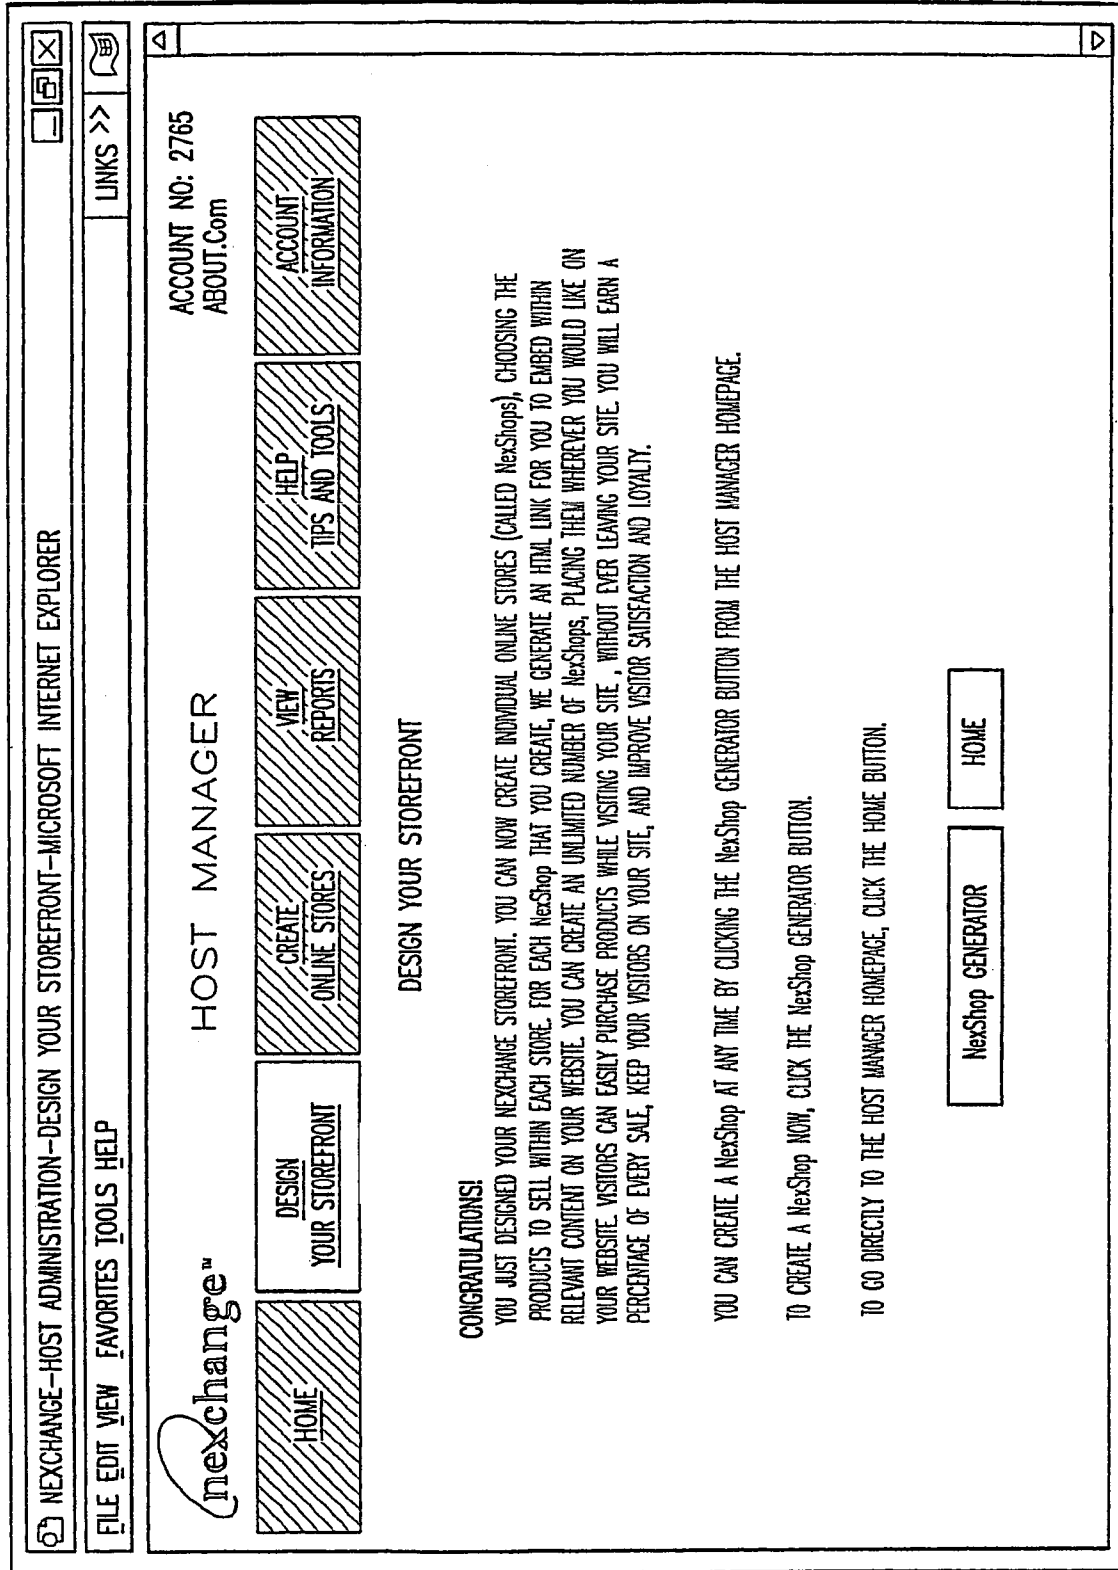 NEXCHANGE-HOST ADMINISTRATION-DESIGN YOUR STOREFRONT-MICROSOFT INTERNET EXPLORER
FILE EDIT VIEW FAVORITES TOOLS HELP
LINKS >>
nexchange™
HOST MANAGER
ACCOUNT NO: 2765
ABOUT.Com
HOME
DESIGN
YOUR STOREFRONT
CREATE
ONLINE STORES
VIEW
REPORTS
HELP
TIPS AND TOOLS
ACCOUNT
INFORMATION
DESIGN YOUR STOREFRONT
CONGRATULATIONS!
YOU JUST DESIGNED YOUR NEXCHANGE STOREFRONT. YOU CAN NOW CREATE INDIVIDUAL ONLINE STORES (CALLED NexShops), CHOOSING THE
PRODUCTS TO SELL WITHIN EACH STORE. FOR EACH NexShop THAT YOU CREATE, WE GENERATE AN HTML LINK FOR YOU TO EMBED WITHIN
RELEVANT CONTENT ON YOUR WEBSITE. YOU CAN CREATE AN UNLIMITED NUMBER OF NexShops, PLACING THEM WHEREVER YOU WOULD LIKE ON
YOUR WEBSITE. VISITORS CAN EASILY PURCHASE PRODUCTS WHILE VISITING YOUR SITE , WITHOUT EVER LEAVING YOUR SITE. YOU WILL EARN A
PERCENTAGE OF EVERY SALE, KEEP YOUR VISITORS ON YOUR SITE, AND IMPROVE VISITOR SATISFACTION AND LOYALTY.
YOU CAN CREATE A NexShop AT ANY TIME BY CLICKING THE NexShop GENERATOR BUTTON FROM THE HOST MANAGER HOMEPAGE.
TO CREATE A NexShop NOW, CLICK THE NexShop GENERATOR BUTTON.
TO GO DIRECTLY TO THE HOST MANAGER HOMEPAGE, CLICK THE HOME BUTTON.
NexShop GENERATOR
HOME